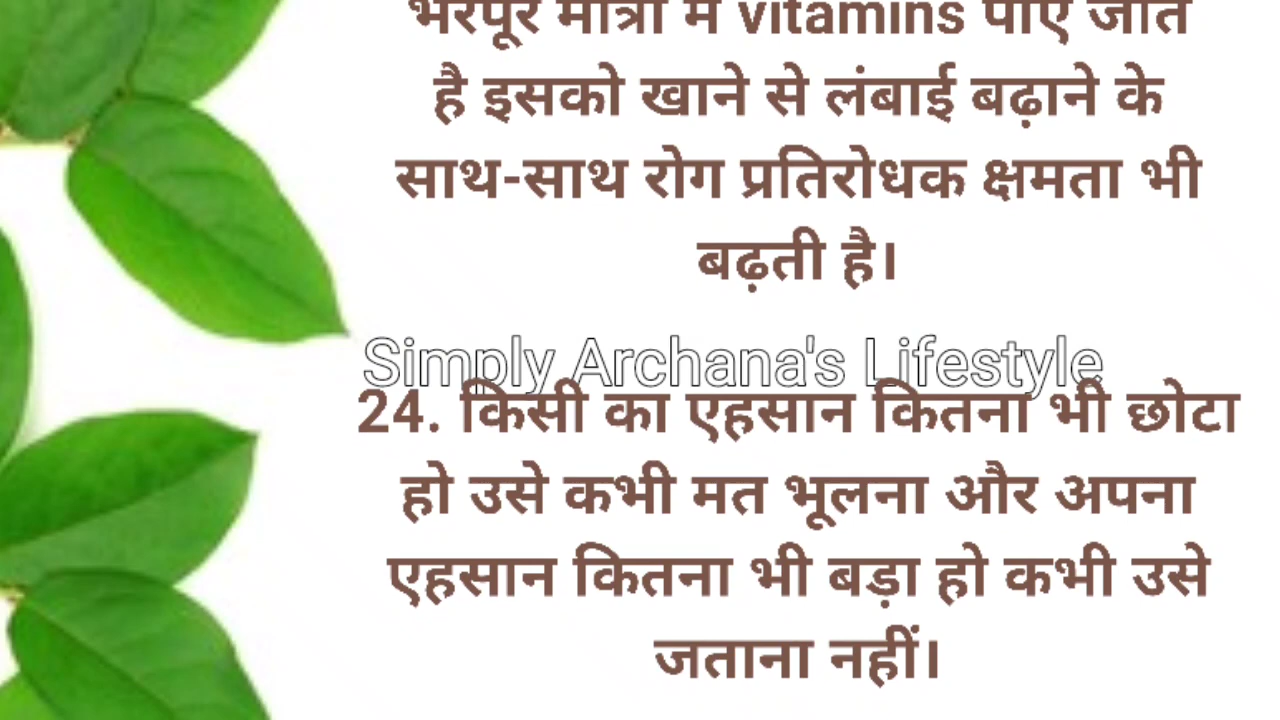 भरपूर मात्रा में vitamins पाए जाते
है इसको खाने से लंबाई बढ़ाने के
साथ-साथ रोग प्रतिरोधक क्षमता भी
बढ़ती है।
Simply Archana's Lifestyle
24. किसी का एहसान कितना भी छोटा
हो उसे कभी मत भूलना और अपना
एहसान कितना भी बड़ा हो कभी उसे
जताना नहीं।